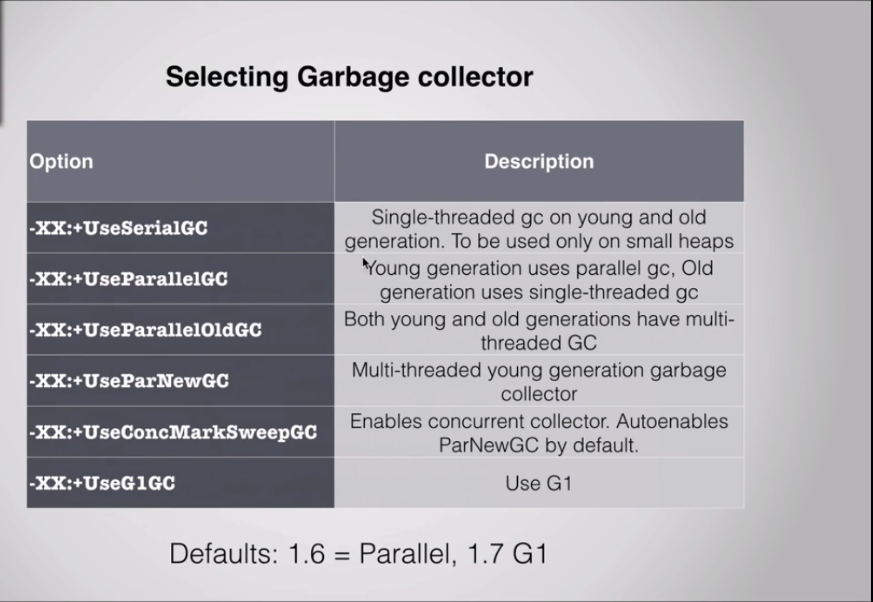 Selecting Garbage collector
Option
Description
-XX:+UseSerialGC
Single-threaded gc on young and old
generation. To be used only on small heaps
-XX:+UseParallelGC
Young generation uses parallel gc, Old
generation uses single-threaded gc
-XX:+UseParallelOldGC
Both young and old generations have multi-
threaded GC
-XX:+UseParNewGC
Multi-threaded young generation garbage
collector
-XX:+UseConcMarkSweepGC
Enables concurrent collector. Autoenables
ParNewGC by default.
-XX:+UseG1GC
Use G1
Defaults: 1.6 = Parallel, 1.7 G1